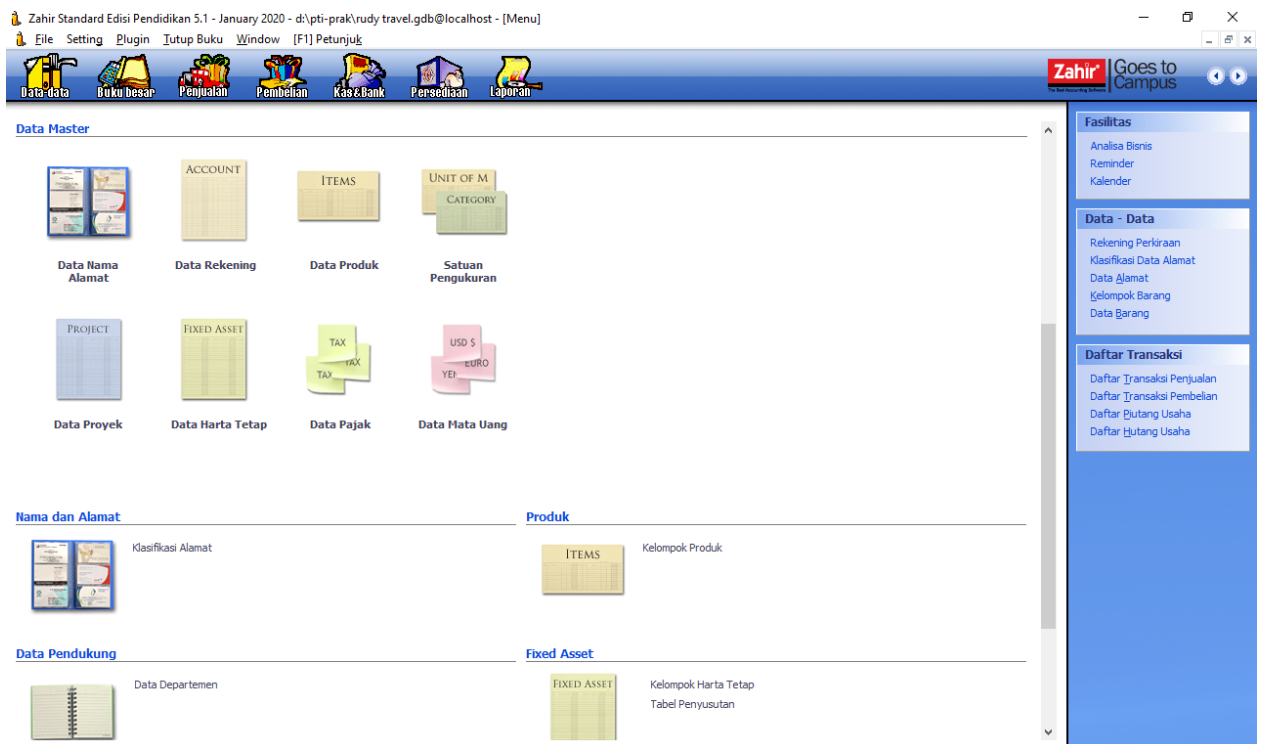 Zahir Standard Edisi Pendidikan 5.1 - January 2020 - d:\pti-prak\rudy travel.gdb@localhost - [Menu]
File Setting Plugin Tutup Buku Window [F1] Petunjuk
Data-data Buku besar Penjualan Pembelian Kas&Bank Persediaan Laporan
Zahir Goes to
Campus
The Best Accounting Software
Data Master
ACCOUNT
ITEMS
UNIT OF M
CATEGORY
Data Nama
Alamat
Data Rekening
Data Produk
Satuan
Pengukuran
PROJECT
FIXED ASSET
TAX
TAX
TAX
USD $
EURO
YEN
Data Proyek
Data Harta Tetap
Data Pajak
Data Mata Uang
Nama dan Alamat
Klasifikasi Alamat
Produk
ITEMS
Kelompok Produk
Data Pendukung
Data Departemen
Fixed Asset
FIXED ASSET
Kelompok Harta Tetap
Tabel Penyusutan
Fasilitas
Analisa Bisnis
Reminder
Kalender
Data - Data
Rekening Perkiraan
Klasifikasi Data Alamat
Data Alamat
Kelompok Barang
Data Barang
Daftar Transaksi
Daftar Transaksi Penjualan
Daftar Transaksi Pembelian
Daftar Piutang Usaha
Daftar Hutang Usaha